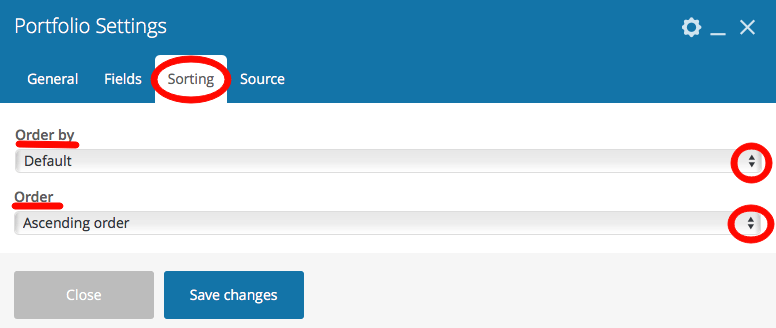 Portfolio Settings
General Fields Sorting Source
Order by
Default
Order
Ascending order
Close Save changes